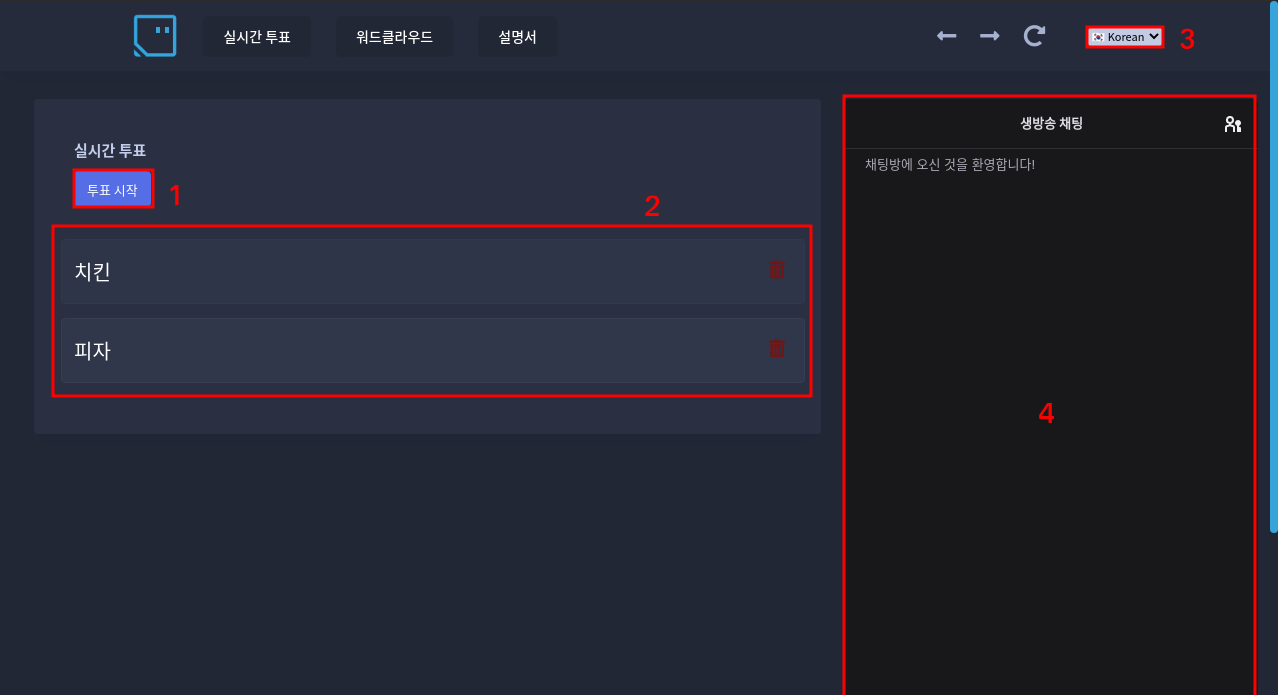 실시간 투표
워드클라우드
설명서
🇰🇷 Korean
3
실시간 투표
투표 시작
1
2
치킨
피자
생방송 채팅
채팅방에 오신 것을 환영합니다!
4